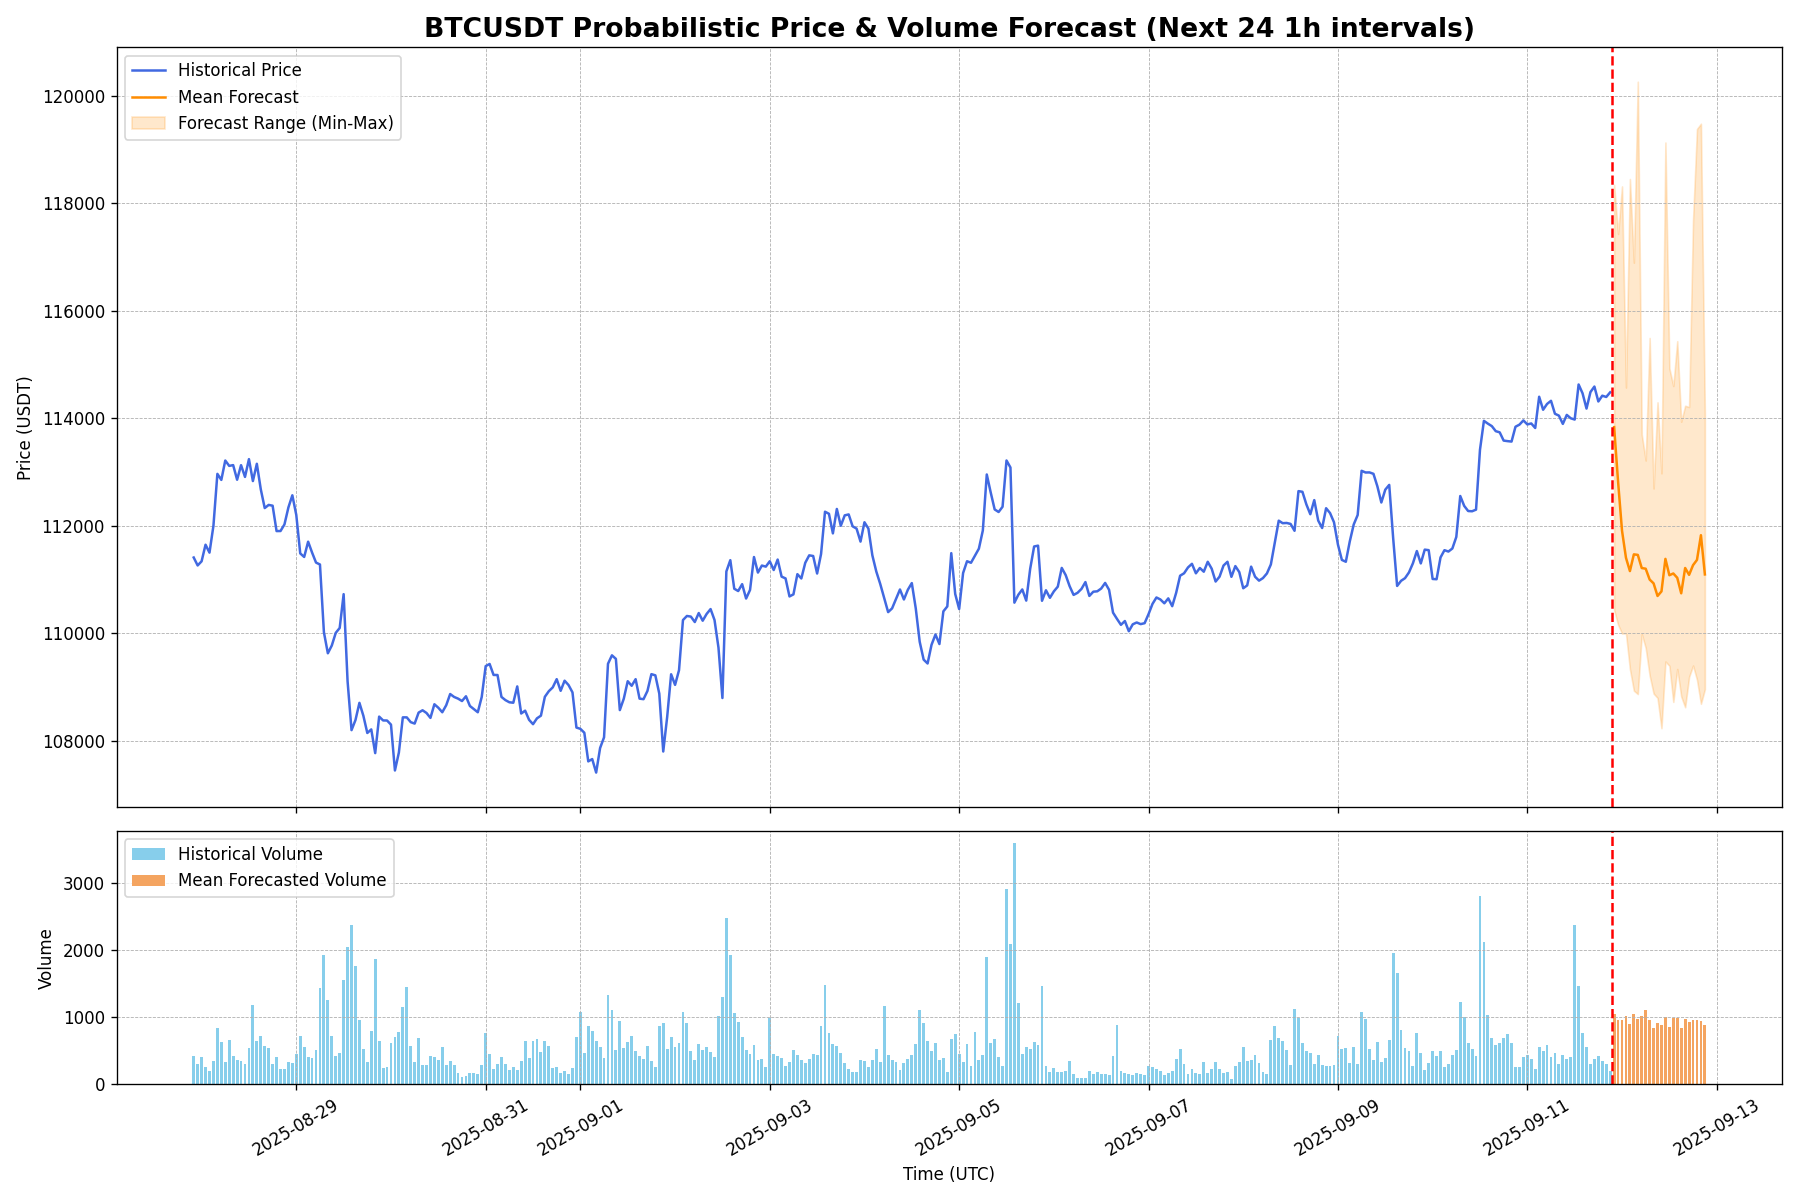 BTCUSDT Probabilistic Price & Volume Forecast (Next 24 1h intervals)
Historical Price
Mean Forecast
Forecast Range (Min-Max)
120000
118000
116000
114000
112000
110000
108000
Price (USDT)
Historical Volume
Mean Forecasted Volume
3000
2000
1000
0
Volume
2025-08-29
2025-08-31
2025-09-01
2025-09-03
2025-09-05
2025-09-07
2025-09-09
2025-09-11
2025-09-13
Time (UTC)